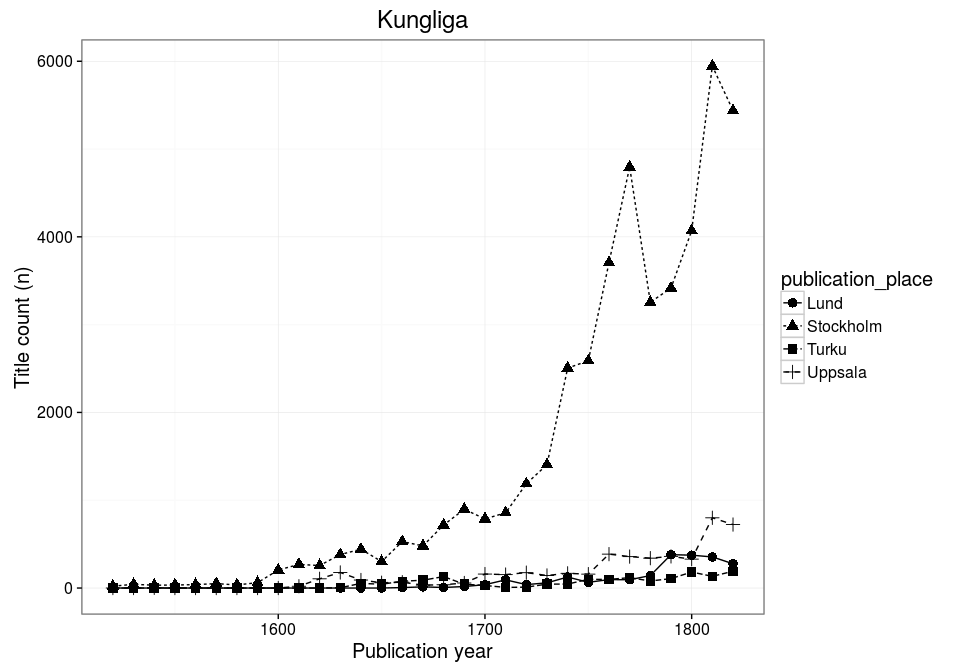 Kungliga
6000
4000
2000
0
Title count (n)
1600
1700
1800
Publication year
publication_place
Lund
Stockholm
Turku
Uppsala